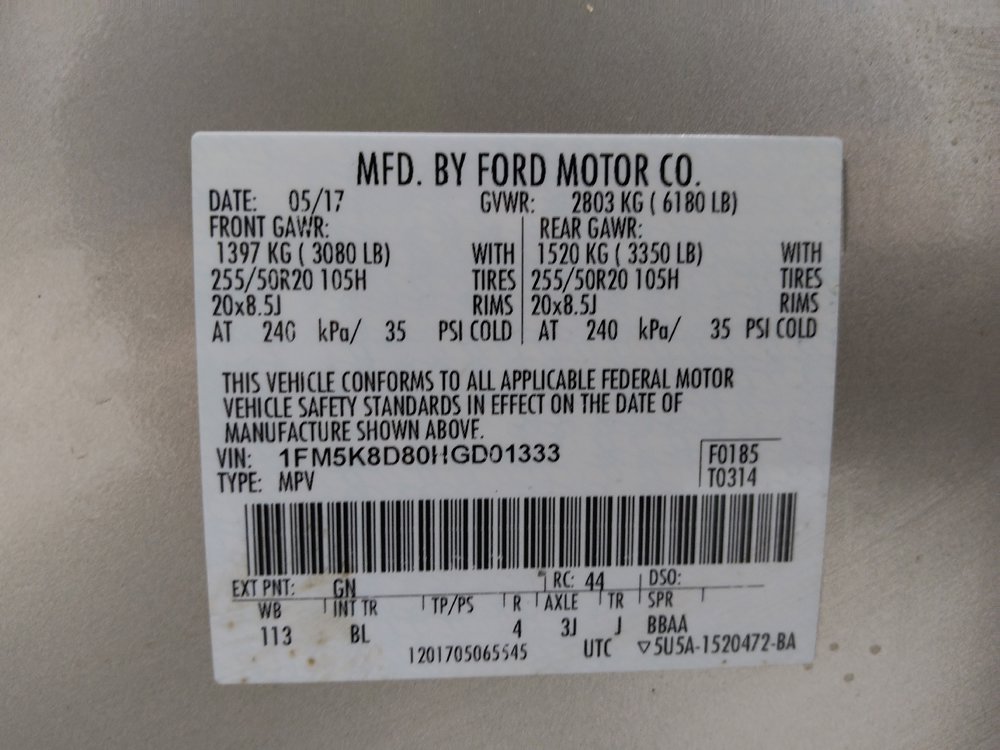 MFD. BY FORD MOTOR CO.
DATE: 05/17 GVWR: 2803 KG ( 6180 LB)
FRONT GAWR: REAR GAWR:
1397 KG ( 3080 LB) WITH 1520 KG ( 3350 LB) WITH
255/50R20 105H TIRES 255/50R20 105H TIRES
20x8.5J RIMS 20x8.5J RIMS
AT 240 kPa/ 35 PSI COLD AT 240 kPa/ 35 PSI COLD
THIS VEHICLE CONFORMS TO ALL APPLICABLE FEDERAL MOTOR
VEHICLE SAFETY STANDARDS IN EFFECT ON THE DATE OF
MANUFACTURE SHOWN ABOVE.
VIN: 1FM5K8D80HGD01333 F0185
TYPE: MPV T0314
EXT PNT: GN RC: 44 DSO:
WB INT TR TP/PS R AXLE TR SPR
113 BL 4 3J J BBAA
1201705065545 UTC ▽5U5A-1520472-BA